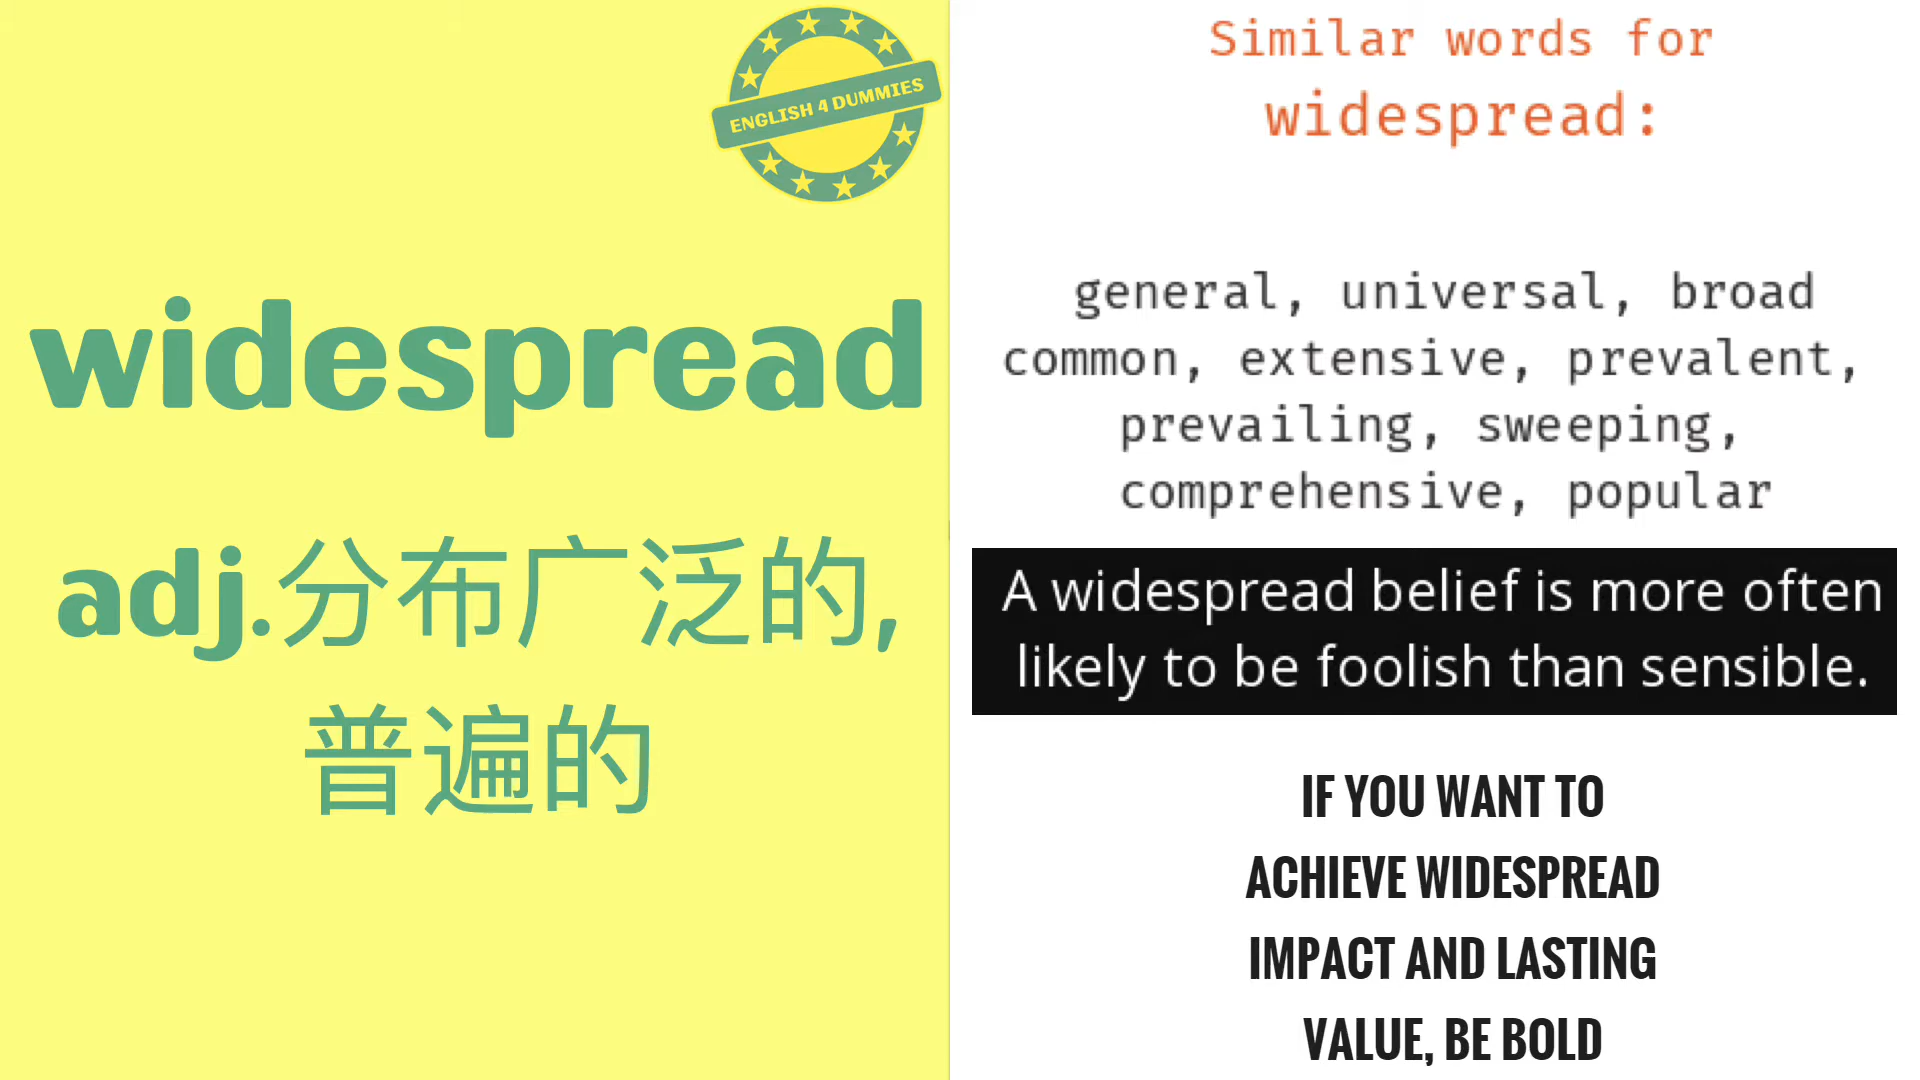 ENGLISH 4 DUMMIES
widespread
adj.分布广泛的,
普遍的
Similar words for
widespread:
general, universal, broad
common, extensive, prevalent,
prevailing, sweeping,
comprehensive, popular
A widespread belief is more often
likely to be foolish than sensible.
IF YOU WANT TO
ACHIEVE WIDESPREAD
IMPACT AND LASTING
VALUE, BE BOLD